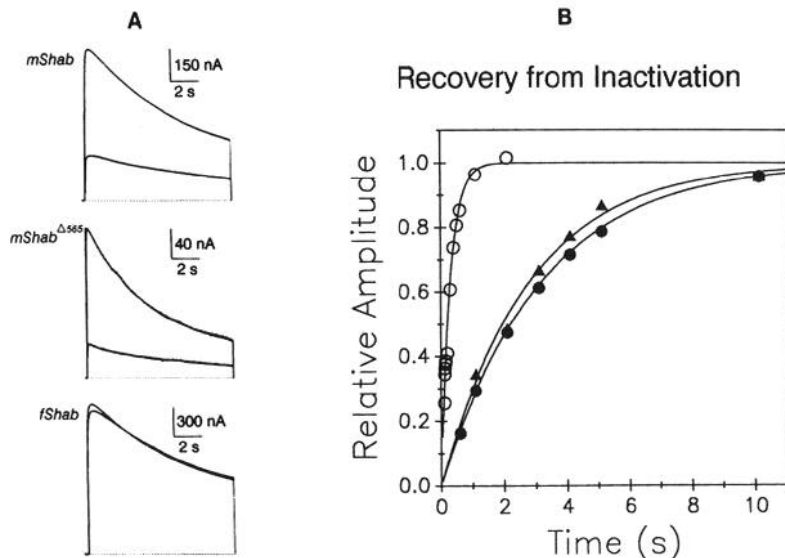 A
mShab
150 nA
2 s
mShab^Δ565
40 nA
2 s
fShab
300 nA
2 s
B
Recovery from Inactivation
Relative Amplitude
1.0
0.8
0.6
0.4
0.2
0.0
0 2 4 6 8 10
Time (s)